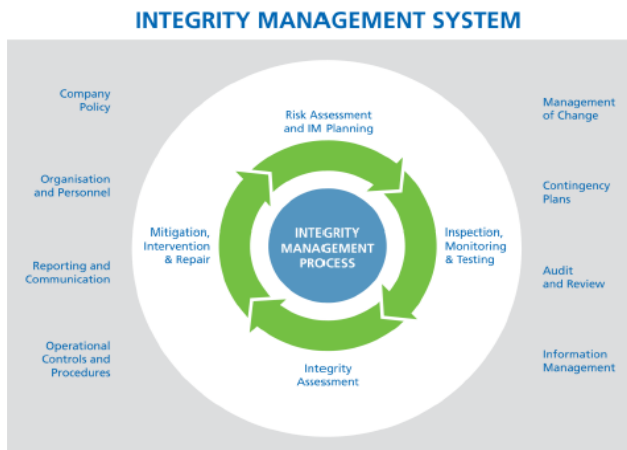 INTEGRITY MANAGEMENT SYSTEM
Company
Policy
Organisation
and Personnel
Reporting and
Communication
Operational
Controls and
Procedures
Risk Assessment
and IM Planning
Mitigation,
Intervention
& Repair
INTEGRITY
MANAGEMENT
PROCESS
Inspection,
Monitoring
& Testing
Integrity
Assessment
Management
of Change
Contingency
Plans
Audit
and Review
Information
Management